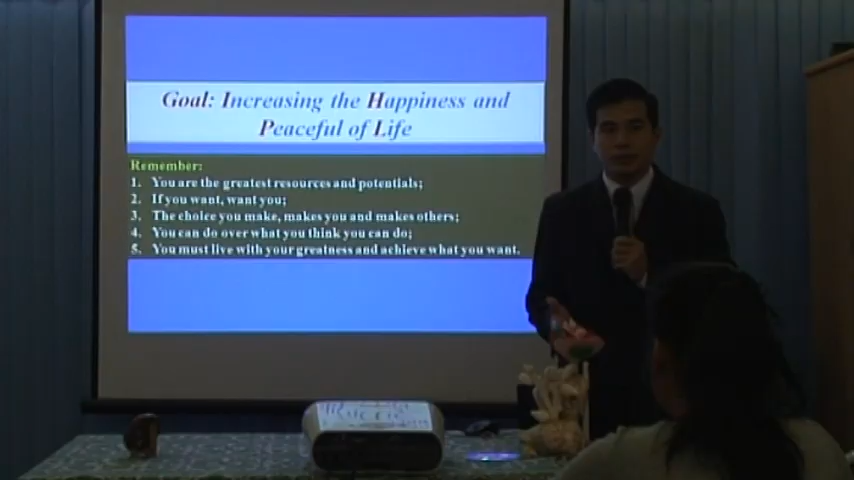 Goal: Increasing the Happiness and
Peaceful of Life
Remember:
1. You are the greatest resources and potentials;
2. If you want, want you;
3. The choice you make, makes you and makes others;
4. You can do over what you think you can do;
5. You must live with your greatness and achieve what you want.